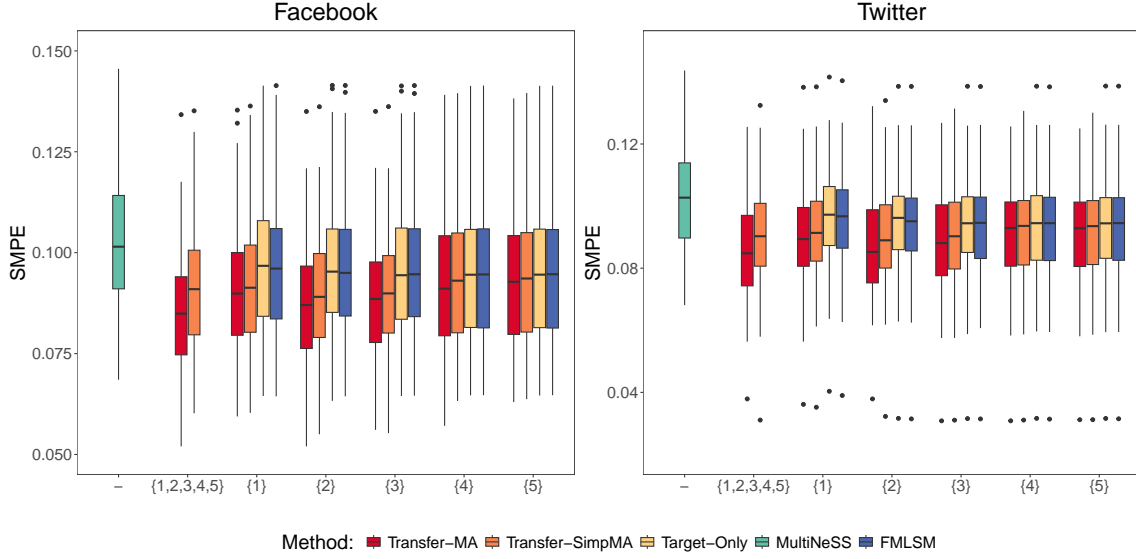 Facebook
Twitter
SMPE
0.150
0.125
0.100
0.075
0.050
– {1,2,3,4,5} {1} {2} {3} {4} {5}
SMPE
0.12
0.08
0.04
– {1,2,3,4,5} {1} {2} {3} {4} {5}
Method: Transfer−MA Transfer−SimpMA Target−Only MultiNeSS FMLSM